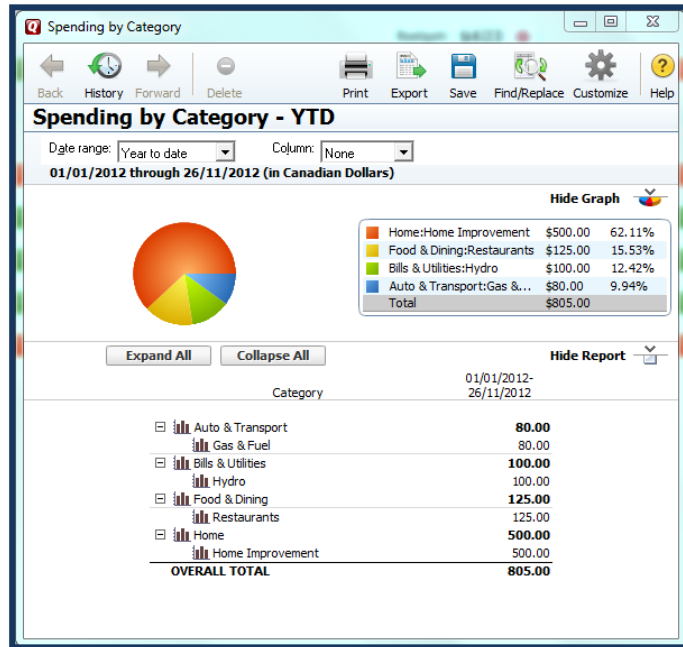 Spending by Category
Back History Forward Delete Print Export Save Find/Replace Customize Help
Spending by Category - YTD
Date range: Year to date Column: None
01/01/2012 through 26/11/2012 (in Canadian Dollars)
Hide Graph
Home:Home Improvement $500.00 62.11%
Food & Dining:Restaurants $125.00 15.53%
Bills & Utilities:Hydro $100.00 12.42%
Auto & Transport:Gas &... $80.00 9.94%
Total $805.00
Expand All Collapse All Hide Report
Category 01/01/2012-
26/11/2012
Auto & Transport 80.00
Gas & Fuel 80.00
Bills & Utilities 100.00
Hydro 100.00
Food & Dining 125.00
Restaurants 125.00
Home 500.00
Home Improvement 500.00
OVERALL TOTAL 805.00